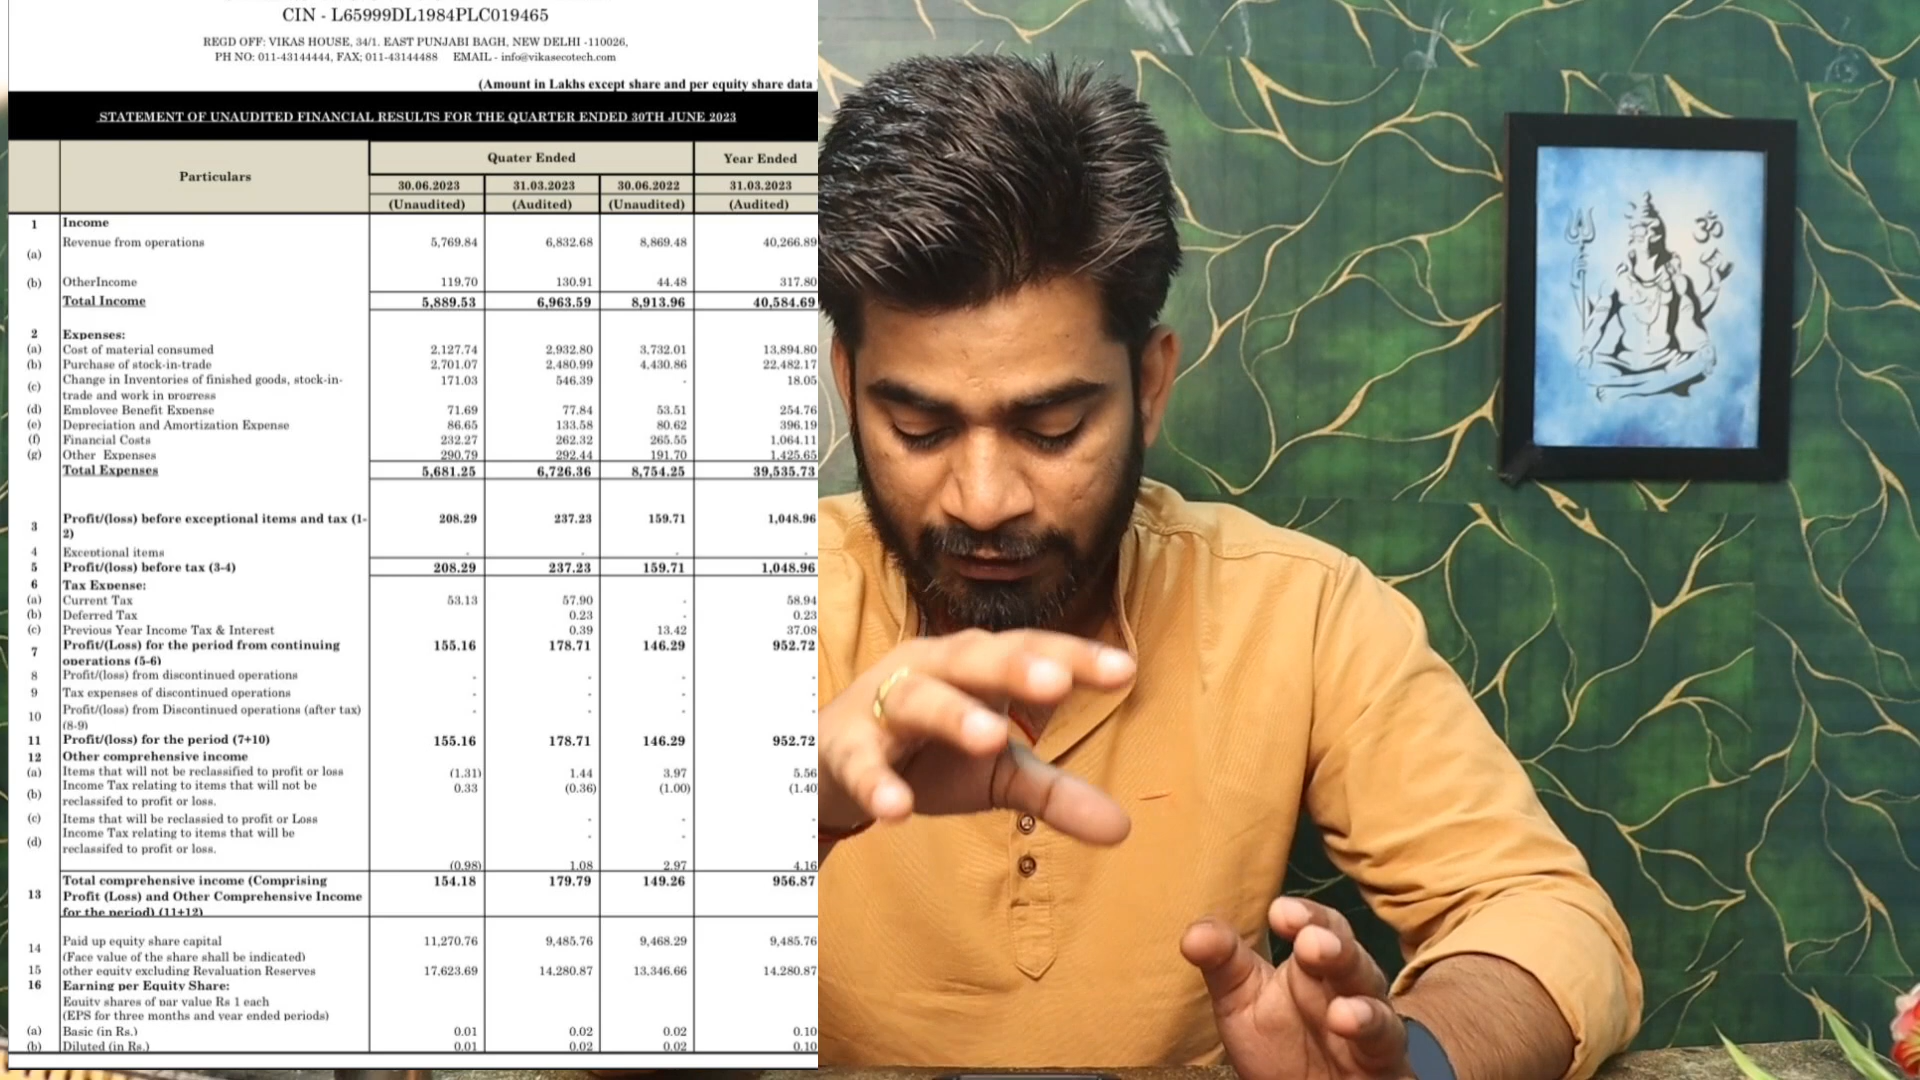 CIN - L65999DL1984PLC019465
REGD OFF: VIKAS HOUSE, 34/1. EAST PUNJABI BAGH, NEW DELHI -110026,
PH NO: 011-43144444, FAX; 011-43144488 EMAIL - info@vikasecotech.com
(Amount in Lakhs except share and per equity share data
STATEMENT OF UNAUDITED FINANCIAL RESULTS FOR THE QUARTER ENDED 30TH JUNE 2023
Particulars Quater Ended Year Ended
30.06.2023 31.03.2023 30.06.2022 31.03.2023
(Unaudited) (Audited) (Unaudited) (Audited)
1 Income
(a) Revenue from operations 5,769.84 6,832.68 8,869.48 40,266.89
(b) OtherIncome 119.70 130.91 44.48 317.80
Total Income 5,889.53 6,963.59 8,913.96 40,584.69
2 Expenses:
(a) Cost of material consumed 2,127.74 2,932.80 3,732.01 13,894.80
(b) Purchase of stock-in-trade 2,701.07 2,480.99 4,430.86 22,482.17
(c) Change in Inventories of finished goods, stock-in- 171.03 546.39 - 18.05
trade and work in progress
(d) Employee Benefit Expense 71.69 77.84 53.51 254.76
(e) Depreciation and Amortization Expense 86.65 133.58 80.62 396.19
(f) Financial Costs 232.27 262.32 265.55 1,064.11
(g) Other Expenses 290.79 292.44 191.70 1,425.65
Total Expenses 5,681.25 6,726.36 8,754.25 39,535.73
3 Profit/(loss) before exceptional items and tax (1- 208.29 237.23 159.71 1,048.96
2)
4 Exceptional items - - - -
5 Profit/(loss) before tax (3-4) 208.29 237.23 159.71 1,048.96
6 Tax Expense:
(a) Current Tax 53.13 57.90 - 58.94
(b) Deferred Tax 0.23 - 0.23
(c) Previous Year Income Tax & Interest 0.39 13.42 37.08
7 Profit/(Loss) for the period from continuing 155.16 178.71 146.29 952.72
operations (5-6)
8 Profit/(loss) from discontinued operations - - - -
9 Tax expenses of discontinued operations - - - -
10 Profit/(loss) from Discontinued operations (after tax) - - - -
(8-9)
11 Profit/(loss) for the period (7+10) 155.16 178.71 146.29 952.72
12 Other comprehensive income
(a) Items that will not be reclassified to profit or loss (1.31) 1.44 3.97 5.56
(b) Income Tax relating to items that will not be 0.33 (0.36) (1.00) (1.40
reclassifed to profit or loss.
(c) Items that will be reclassied to profit or Loss - - -
(d) Income Tax relating to items that will be - - -
reclassifed to profit or loss.
(0.98) 1.08 2.97 4.16
13 Total comprehensive income (Comprising 154.18 179.79 149.26 956.87
Profit (Loss) and Other Comprehensive Income
for the period) (11+12)
14 Paid up equity share capital 11,270.76 9,485.76 9,468.29 9,485.76
(Face value of the share shall be indicated)
15 other equity excluding Revaluation Reserves 17,623.69 14,280.87 13,346.66 14,280.87
16 Earning per Equity Share:
Equity shares of par value Rs 1 each
(EPS for three months and year ended periods)
(a) Basic (in Rs.) 0.01 0.02 0.02 0.10
(b) Diluted (in Rs.) 0.01 0.02 0.02 0.10
ॐ